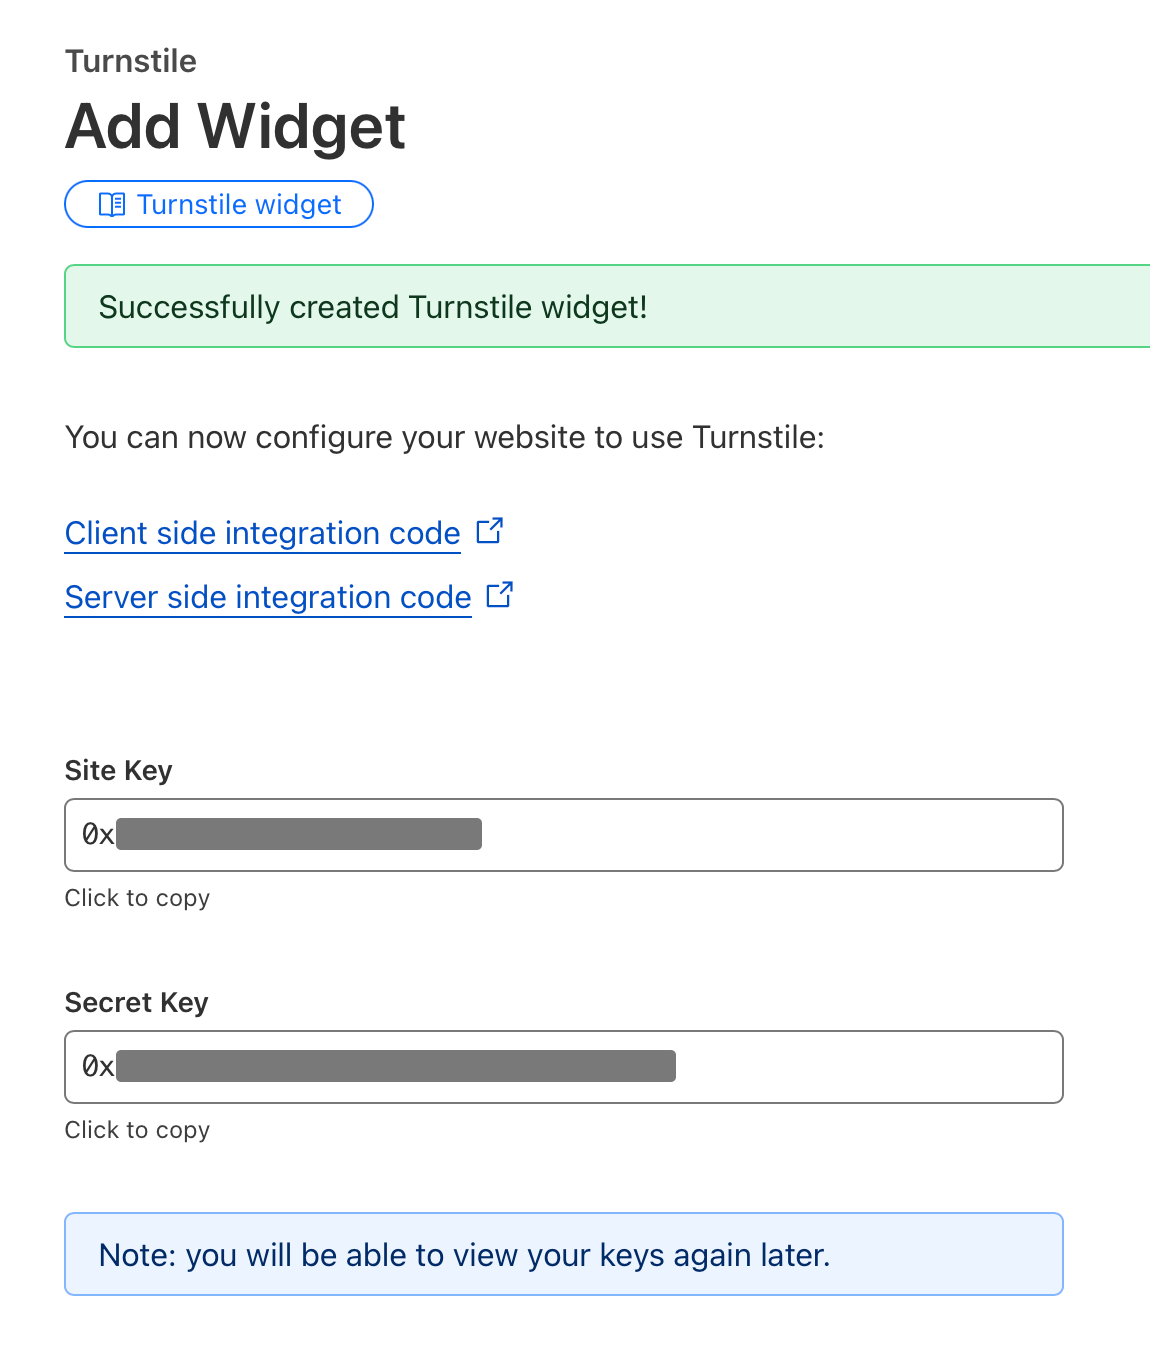 Turnstile
Add Widget
Turnstile widget
Successfully created Turnstile widget!
You can now configure your website to use Turnstile:
Client side integration code
Server side integration code
Site Key
0x
Click to copy
Secret Key
0x
Click to copy
Note: you will be able to view your keys again later.